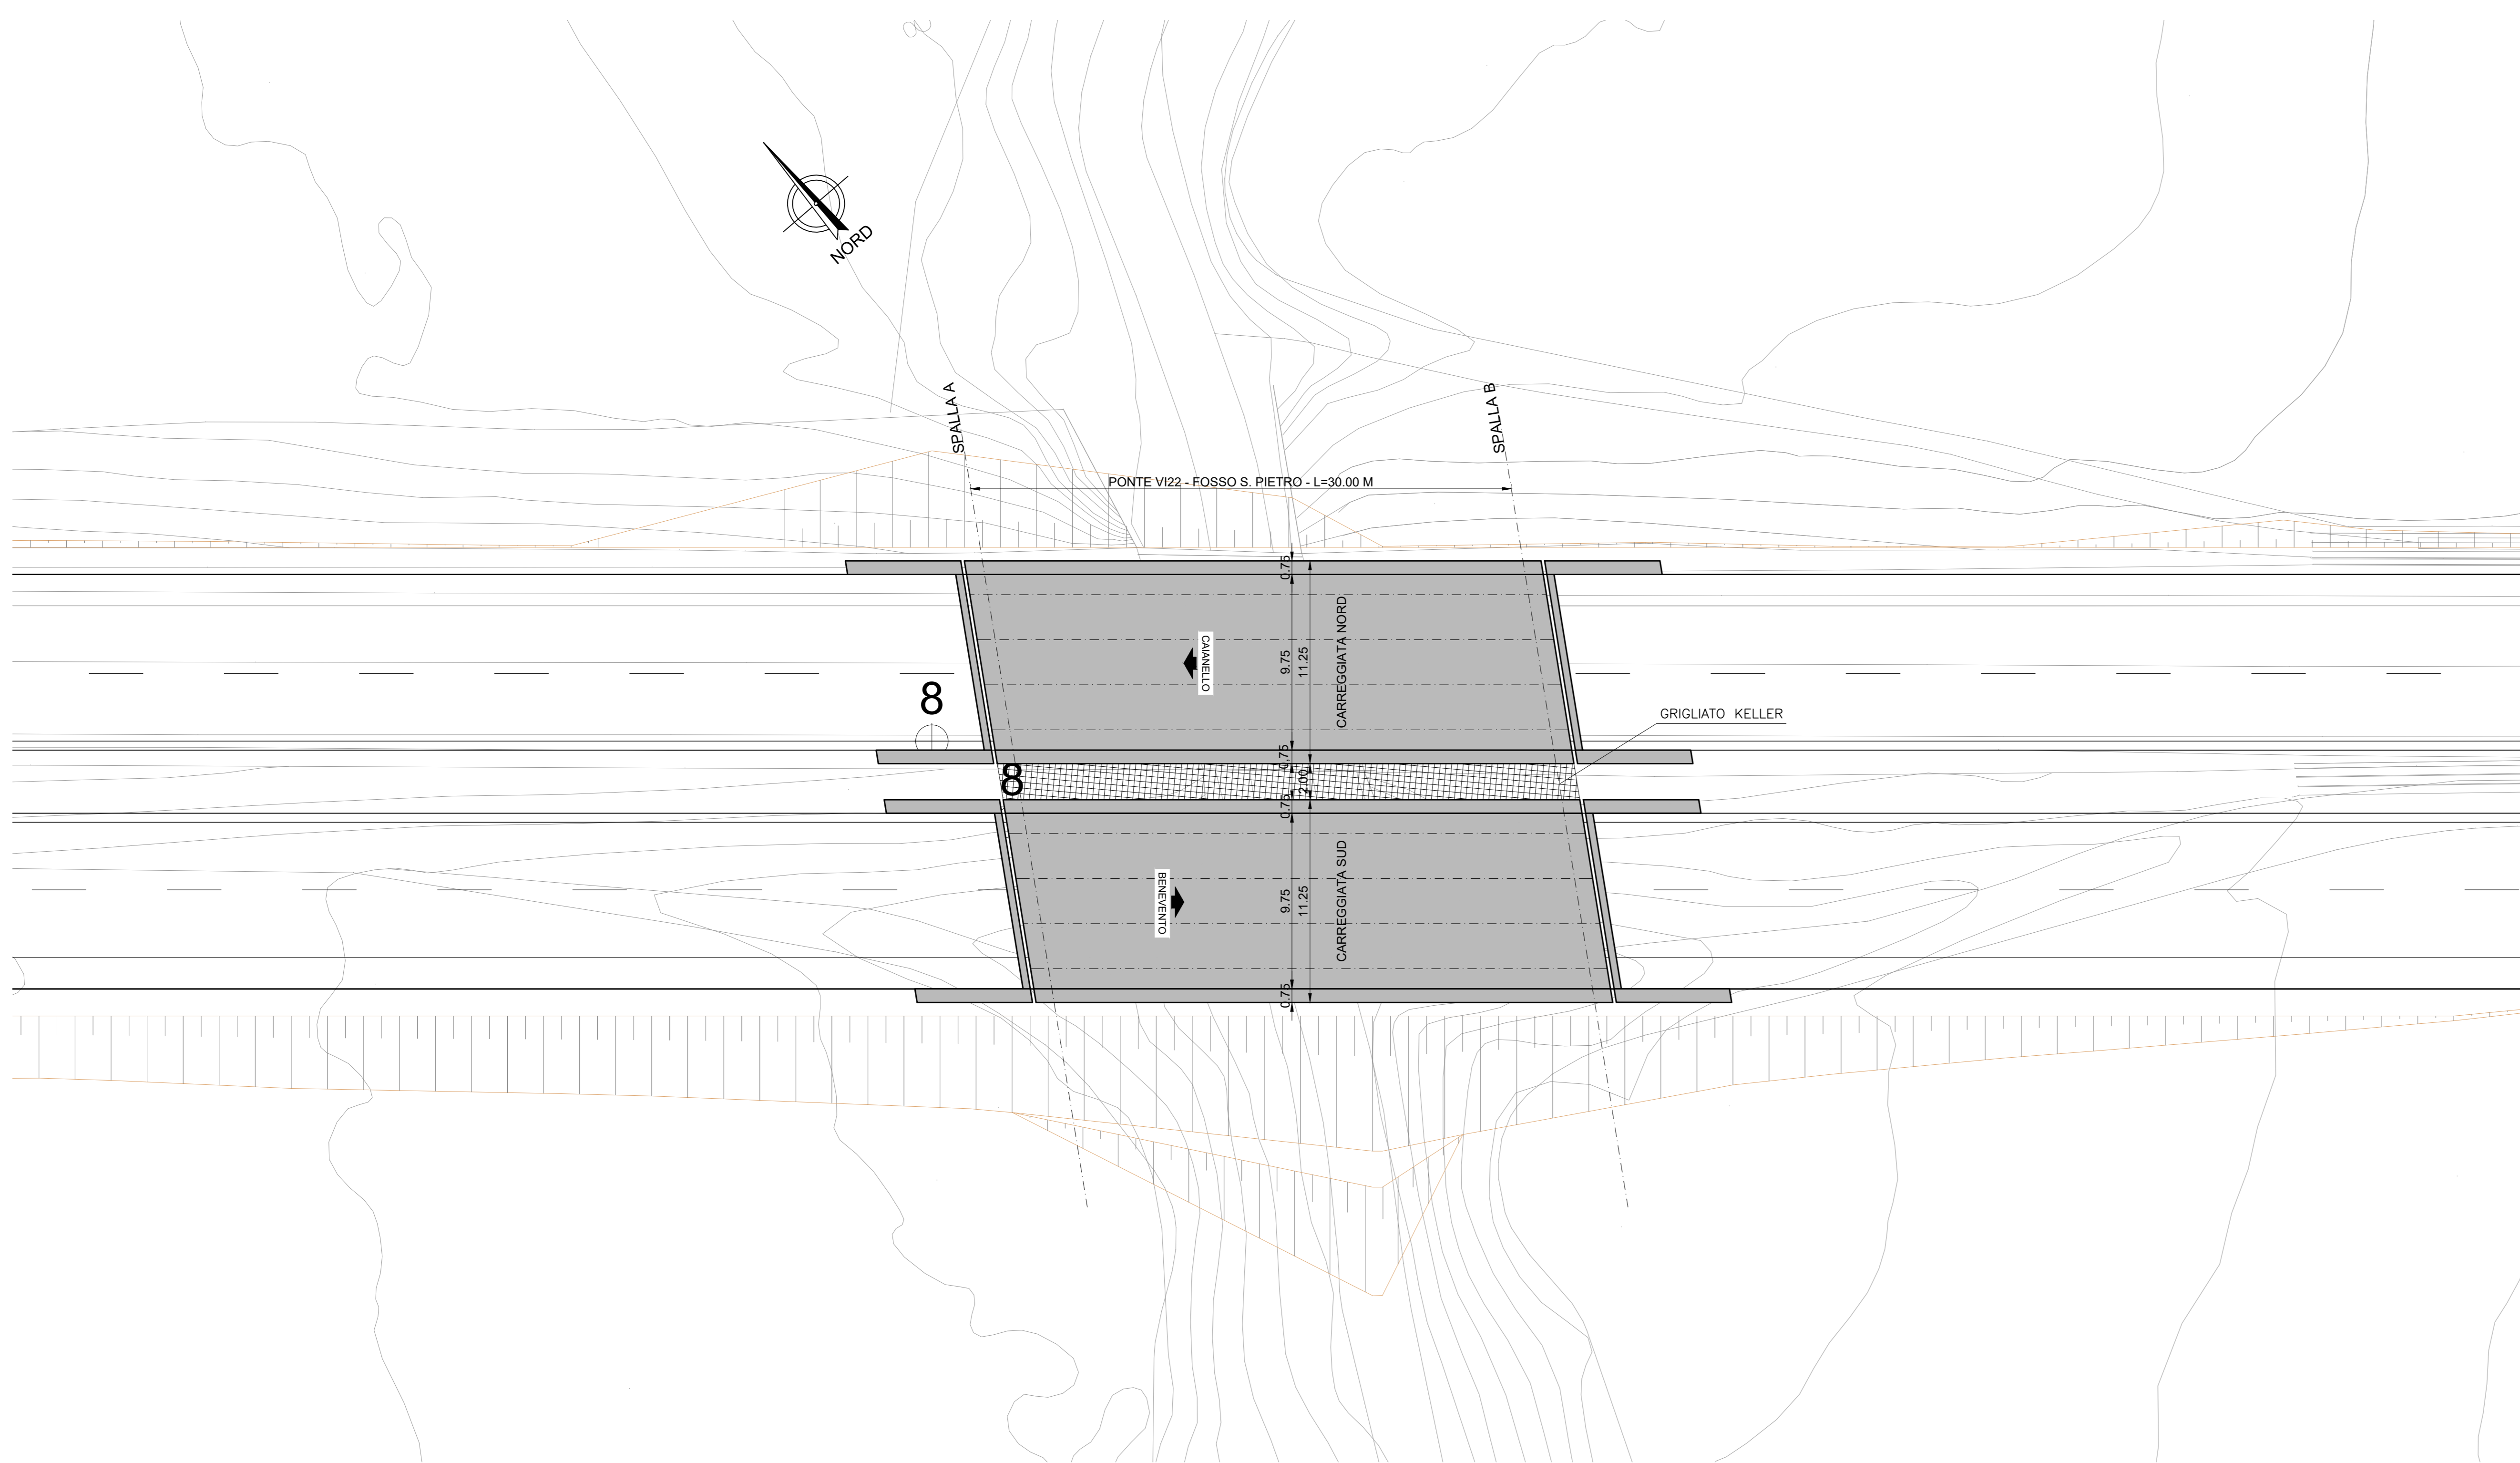 NORD
SPALLA A
SPALLA B
PONTE VI22 - FOSSO S. PIETRO - L=30.00 M
0.75
CAIANELLO
9.75
11.25
CARREGGIATA NORD
8
GRIGLIATO KELLER
0.75
8
2.00
0.75
BENEVENTO
9.75
11.25
CARREGGIATA SUD
0.75